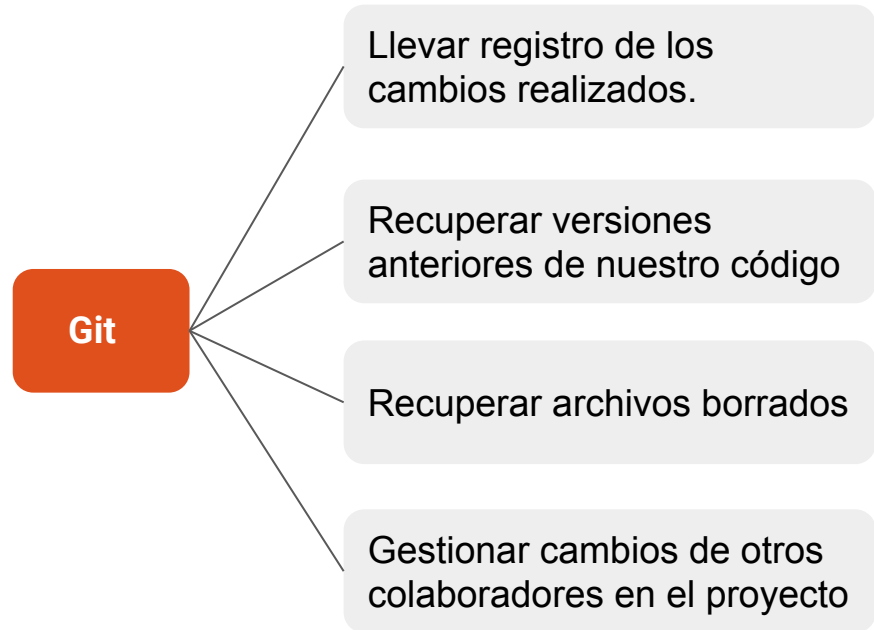 Llevar registro de los
cambios realizados.
Recuperar versiones
anteriores de nuestro código
Git
Recuperar archivos borrados
Gestionar cambios de otros
colaboradores en el proyecto